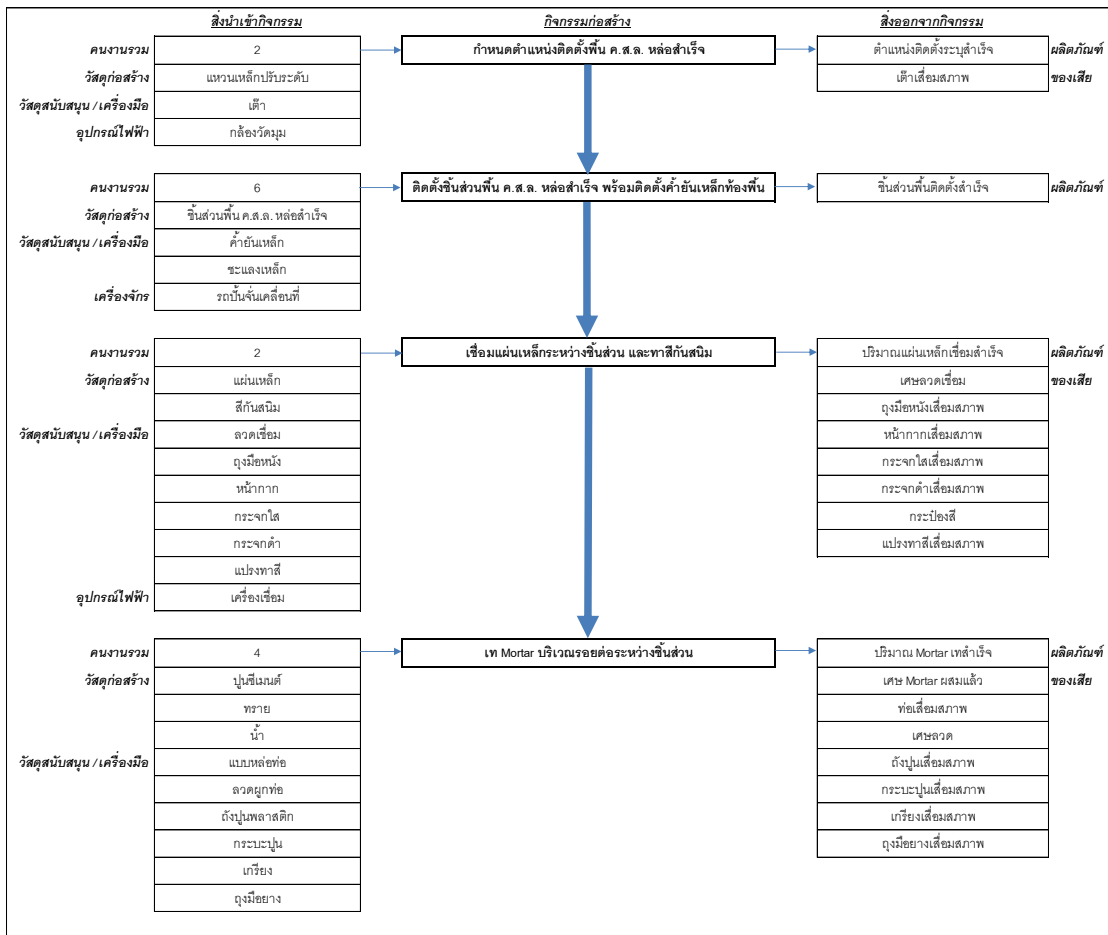 สิ่งนำเข้ากิจกรรม กิจกรรมก่อสร้าง สิ่งออกจากกิจกรรม
คนงานรวม 2 กำหนดตำแหน่งติดตั้งพื้น ค.ส.ล. หล่อสำเร็จ ตำแหน่งติดตั้งระบุสำเร็จ ผลิตภัณฑ์
วัสดุก่อสร้าง แหวนเหล็กปรับระดับ เต๊าเสื่อมสภาพ ของเสีย
วัสดุสนับสนุน / เครื่องมือ เต๊า
อุปกรณ์ไฟฟ้า กล้องวัดมุม
คนงานรวม 6 ติดตั้งชิ้นส่วนพื้น ค.ส.ล. หล่อสำเร็จ พร้อมติดตั้งค้ำยันเหล็กท้องพื้น ชิ้นส่วนพื้นติดตั้งสำเร็จ ผลิตภัณฑ์
วัสดุก่อสร้าง ชิ้นส่วนพื้น ค.ส.ล. หล่อสำเร็จ
วัสดุสนับสนุน / เครื่องมือ ค้ำยันเหล็ก
ชะแลงเหล็ก
เครื่องจักร รถปั้นจั่นเคลื่อนที่
คนงานรวม 2 เชื่อมแผ่นเหล็กระหว่างชิ้นส่วน และทาสีกันสนิม ปริมาณแผ่นเหล็กเชื่อมสำเร็จ ผลิตภัณฑ์
วัสดุก่อสร้าง แผ่นเหล็ก เศษลวดเชื่อม ของเสีย
สีกันสนิม ถุงมือหนังเสื่อมสภาพ
วัสดุสนับสนุน / เครื่องมือ ลวดเชื่อม หน้ากากเสื่อมสภาพ
ถุงมือหนัง กระจกใสเสื่อมสภาพ
หน้ากาก กระจกดำเสื่อมสภาพ
กระจกใส กระป๋องสี
กระจกดำ แปรงทาสีเสื่อมสภาพ
แปรงทาสี
อุปกรณ์ไฟฟ้า เครื่องเชื่อม
คนงานรวม 4 เท Mortar บริเวณรอยต่อระหว่างชิ้นส่วน ปริมาณ Mortar เทสำเร็จ ผลิตภัณฑ์
วัสดุก่อสร้าง ปูนซีเมนต์ เศษ Mortar ผสมแล้ว ของเสีย
ทราย ท่อเสื่อมสภาพ
น้ำ เศษลวด
วัสดุสนับสนุน / เครื่องมือ แบบหล่อท่อ ถังปูนเสื่อมสภาพ
ลวดผูกท่อ กระบะปูนเสื่อมสภาพ
ถังปูนพลาสติก เกรียงเสื่อมสภาพ
กระบะปูน ถุงมือยางเสื่อมสภาพ
เกรียง
ถุงมือยาง